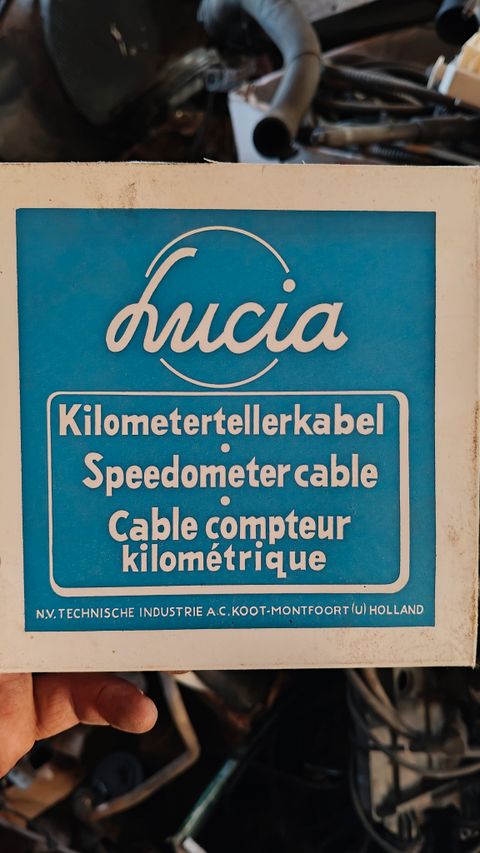 Lucia
Kilometertellerkabel
•
Speedometer cable
•
Cable compteur
kilométrique
N.V. TECHNISCHE INDUSTRIE A.C. KOOT-MONTFOORT (U) HOLLAND